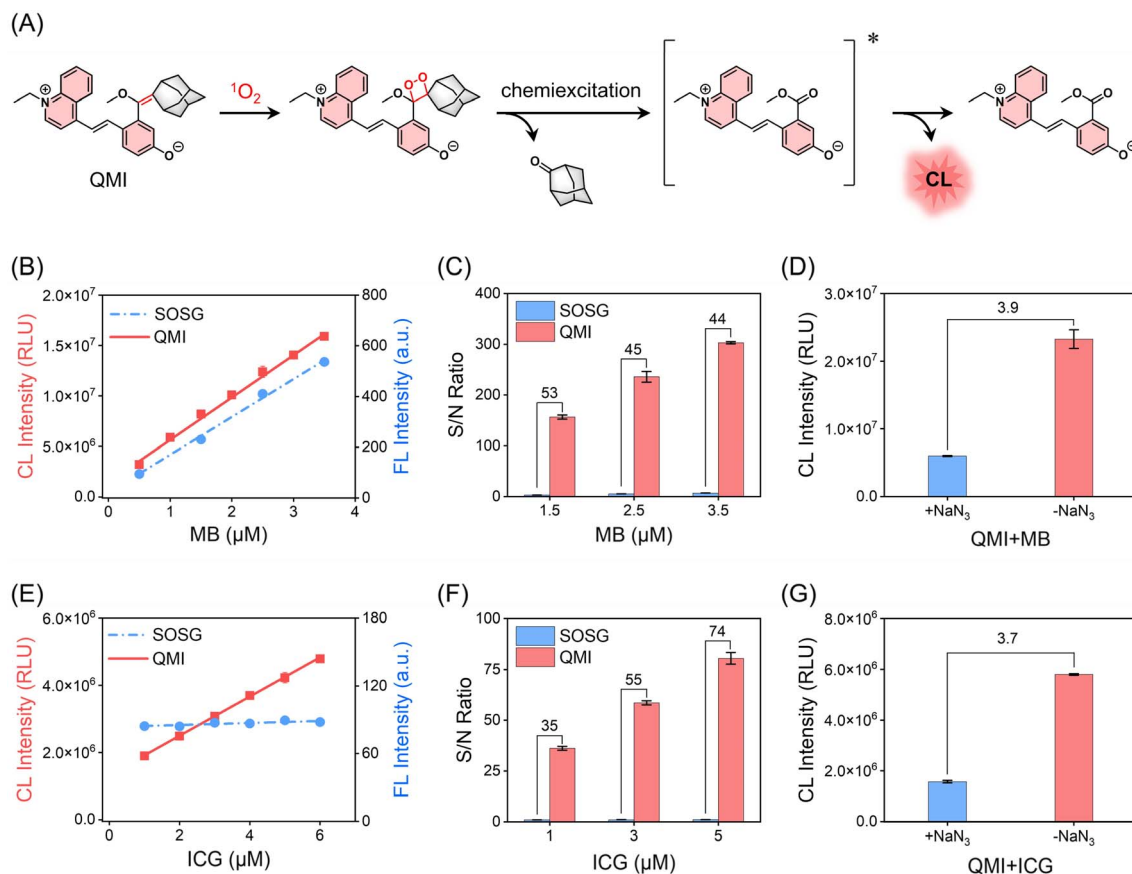 (A)
N
+
O
QMI
O
⊖
¹O₂
N
+
O
O
O
O
⊖
chemiexcitation
O
N
+
O
O
O
⊖
*
CL
N
+
O
O
O
⊖
(B)
CL Intensity (RLU)
2.0×10⁷
1.5×10⁷
1.0×10⁷
5.0×10⁶
0.0
SOSG
QMI
800
600
400
200
0
FL Intensity (a.u.)
0 1 2 3 4
MB (µM)
(C)
S/N Ratio
400
300
200
100
0
SOSG
QMI
53
45
44
1.5 2.5 3.5
MB (µM)
(D)
CL Intensity (RLU)
3.0×10⁷
2.0×10⁷
1.0×10⁷
0.0
3.9
+NaN₃ -NaN₃
QMI+MB
(E)
CL Intensity (RLU)
6.0×10⁶
4.0×10⁶
2.0×10⁶
0.0
SOSG
QMI
180
120
60
0
FL Intensity (a.u.)
0 2 4 6
ICG (µM)
(F)
S/N Ratio
100
75
50
25
0
SOSG
QMI
35
55
74
1 3 5
ICG (µM)
(G)
CL Intensity (RLU)
8.0×10⁶
6.0×10⁶
4.0×10⁶
2.0×10⁶
0.0
3.7
+NaN₃ -NaN₃
QMI+ICG